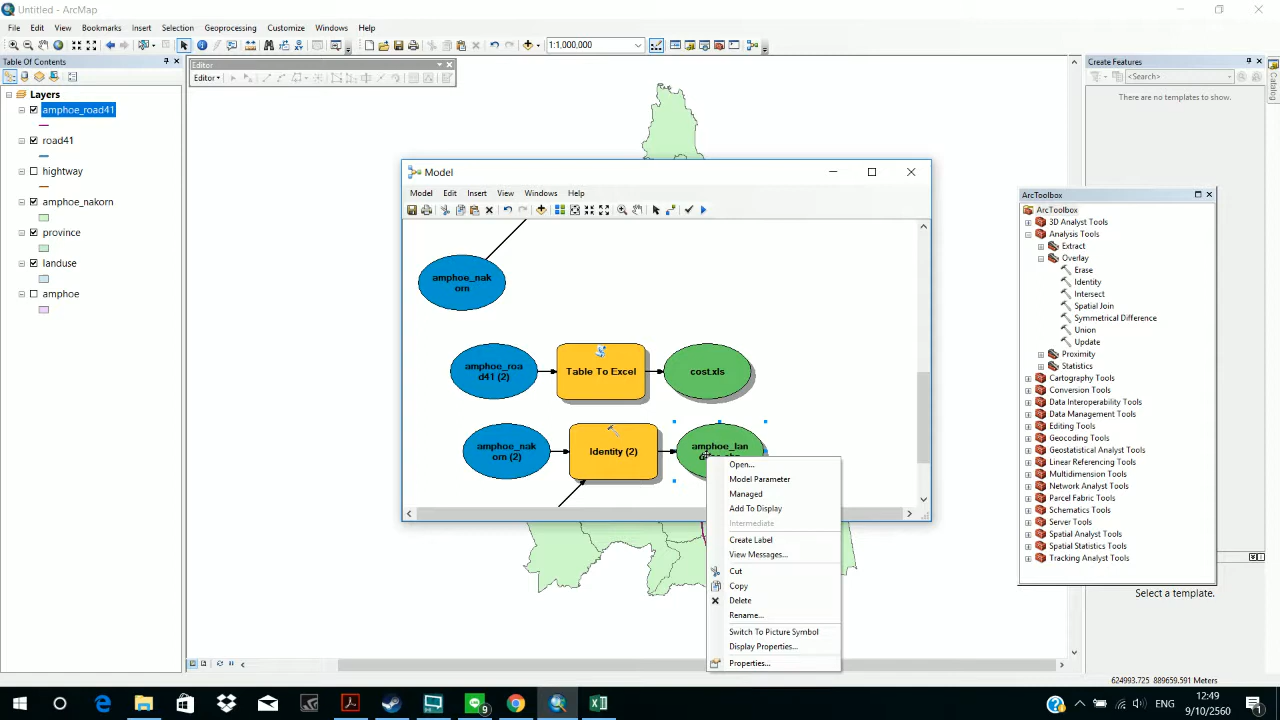 Untitled - ArcMap
File Edit View Bookmarks Insert Selection Geoprocessing Customize Windows Help
1:1,000,000
Table Of Contents
Layers
amphoe_road41
road41
hightway
amphoe_nakorn
province
landuse
amphoe
Editor
Editor
Model
Model Edit Insert View Windows Help
amphoe_nak
orn
amphoe_roa
d41 (2)
Table To Excel
cost.xls
amphoe_nak
orn (2)
Identity (2)
amphoe_lan
Open...
Model Parameter
Managed
Add To Display
Intermediate
Create Label
View Messages...
Cut
Copy
Delete
Rename...
Switch To Picture Symbol
Display Properties...
Properties...
Create Features
<Search>
There are no templates to show.
Catalog
ArcToolbox
ArcToolbox
3D Analyst Tools
Analysis Tools
Extract
Overlay
Erase
Identity
Intersect
Spatial Join
Symmetrical Difference
Union
Update
Proximity
Statistics
Cartography Tools
Conversion Tools
Data Interoperability Tools
Data Management Tools
Editing Tools
Geocoding Tools
Geostatistical Analyst Tools
Linear Referencing Tools
Multidimension Tools
Network Analyst Tools
Parcel Fabric Tools
Schematics Tools
Server Tools
Spatial Analyst Tools
Spatial Statistics Tools
Tracking Analyst Tools
Select a template.
624993.725 889659.591 Meters
9
ENG
12:49
9/10/2560
1